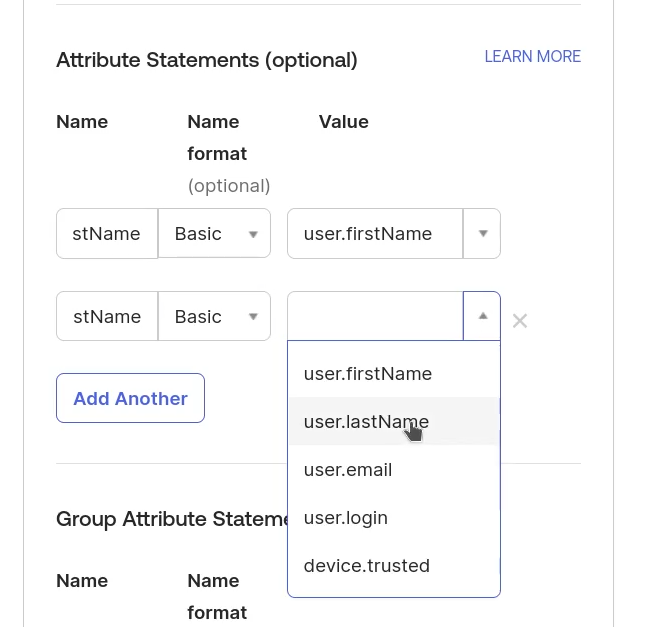 Attribute Statements (optional) LEARN MORE
Name Name format (optional) Value
stName Basic user.firstName
stName Basic
user.firstName
user.lastName
user.email
user.login
device.trusted
Add Another
Group Attribute Stateme
Name Name format